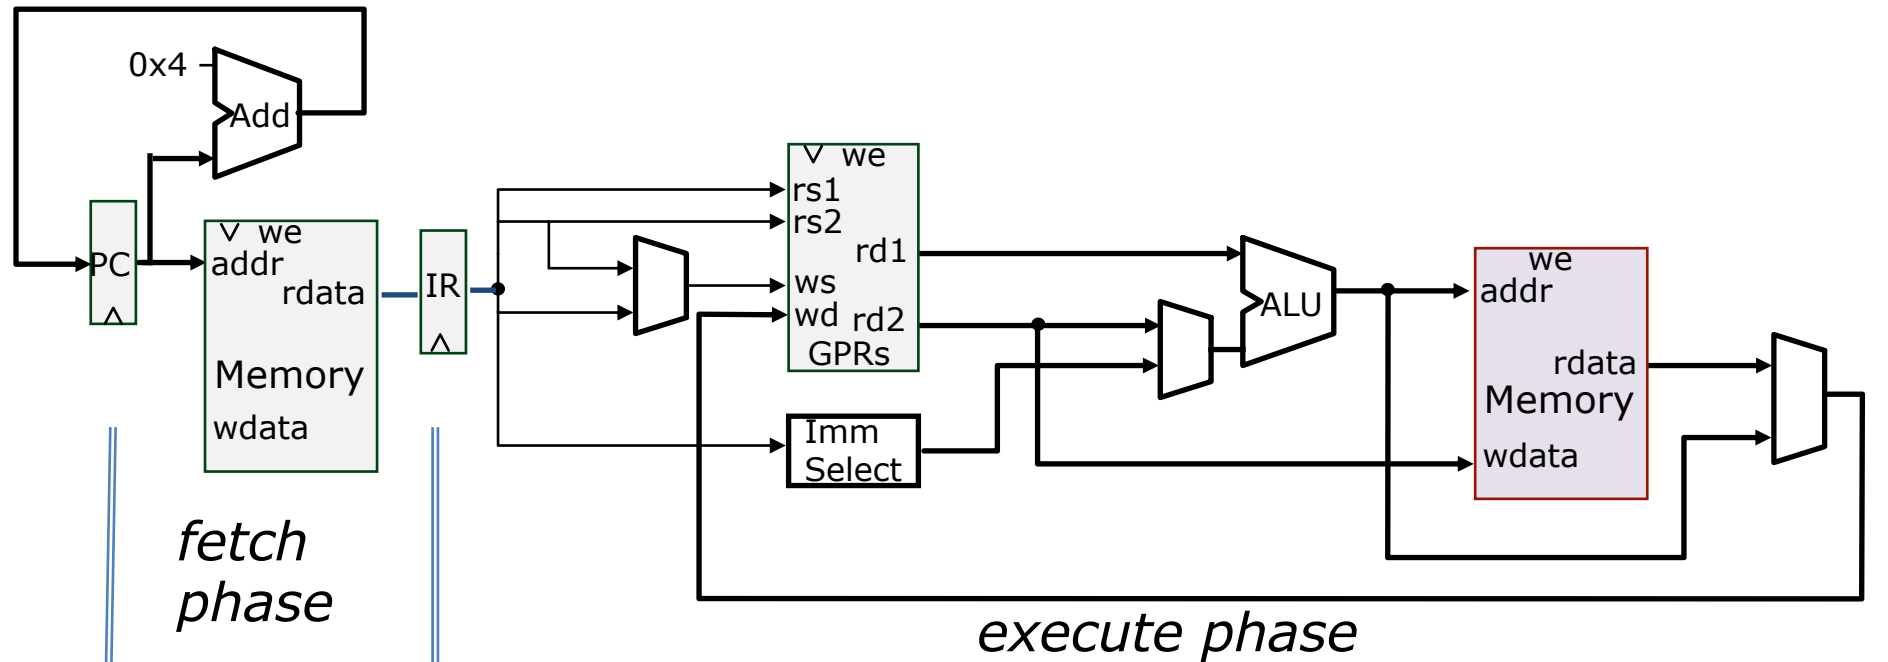 0x4
Add
PC
we
addr
rdata
Memory
wdata
IR
we
rs1
rs2
rd1
ws
wd
rd2
GPRs
Imm
Select
ALU
we
addr
rdata
Memory
wdata
fetch
phase
execute phase